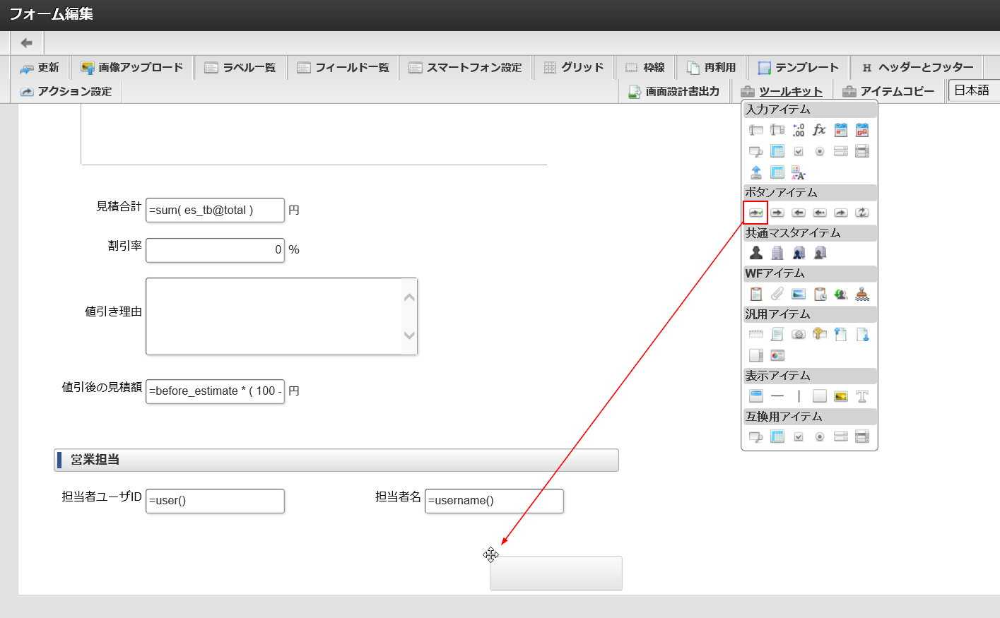 フォーム編集
更新 画像アップロード ラベル一覧 フィールド一覧 スマートフォン設定 グリッド 枠線 再利用 テンプレート H ヘッダーとフッター
アクション設定 画面設計書出力 ツールキット アイテムコピー 日本語
入力アイテム
ボタンアイテム
共通マスタアイテム
WFアイテム
汎用アイテム
表示アイテム
互換用アイテム
見積合計 =sum( es_tb@total ) 円
割引率 0 %
値引き理由
値引後の見積額 =before_estimate * ( 100 - 円
営業担当
担当者ユーザID =user() 担当者名 =username()